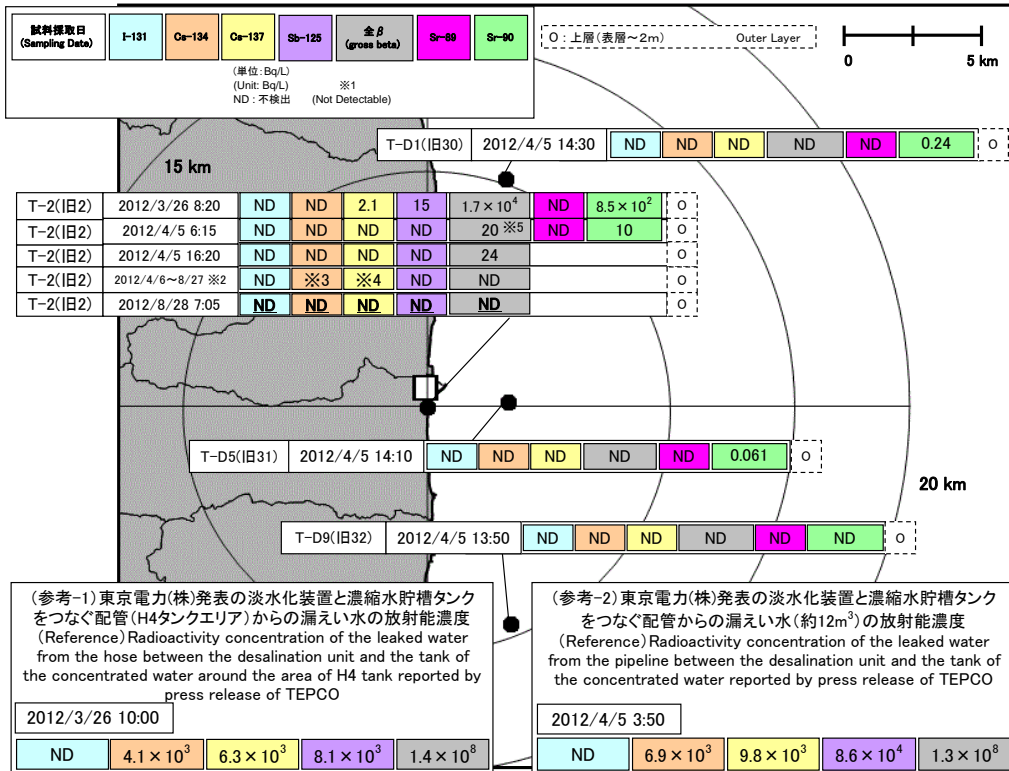 試料採取日 I-131 Cs-134 Cs-137 Sb-125 全β Sr-89 Sr-90
(Sampling Date) (gross beta)
(単位:Bq/L)
(Unit: Bq/L) ※1
ND : 不検出 (Not Detectable)
O : 上層(表層～2m) Outer Layer
0 5 km
15 km
T-D1(旧30) 2012/4/5 14:30 ND ND ND ND ND 0.24 O
T-2(旧2) 2012/3/26 8:20 ND ND 2.1 15 1.7×10⁴ ND 8.5×10² O
T-2(旧2) 2012/4/5 6:15 ND ND ND ND 20 ※5 ND 10 O
T-2(旧2) 2012/4/5 16:20 ND ND ND ND 24 O
T-2(旧2) 2012/4/6～8/27 ※2 ND ※3 ※4 ND ND O
T-2(旧2) 2012/8/28 7:05 ND ND ND ND ND O
T-D5(旧31) 2012/4/5 14:10 ND ND ND ND ND 0.061 O
20 km
T-D9(旧32) 2012/4/5 13:50 ND ND ND ND ND ND O
(参考-1)東京電力(株)発表の淡水化装置と濃縮水貯槽タンク
をつなぐ配管(H4タンクエリア)からの漏えい水の放射能濃度
(Reference) Radioactivity concentration of the leaked water
from the hose between the desalination unit and the tank of
the concentrated water around the area of H4 tank reported by
press release of TEPCO
2012/3/26 10:00
ND 4.1×10³ 6.3×10³ 8.1×10³ 1.4×10⁸
(参考-2)東京電力(株)発表の淡水化装置と濃縮水貯槽タンク
をつなぐ配管からの漏えい水(約12m³)の放射能濃度
(Reference) Radioactivity concentration of the leaked water
from the pipeline between the desalination unit and the tank of
the concentrated water reported by press release of TEPCO
2012/4/5 3:50
ND 6.9×10³ 9.8×10³ 8.6×10⁴ 1.3×10⁸